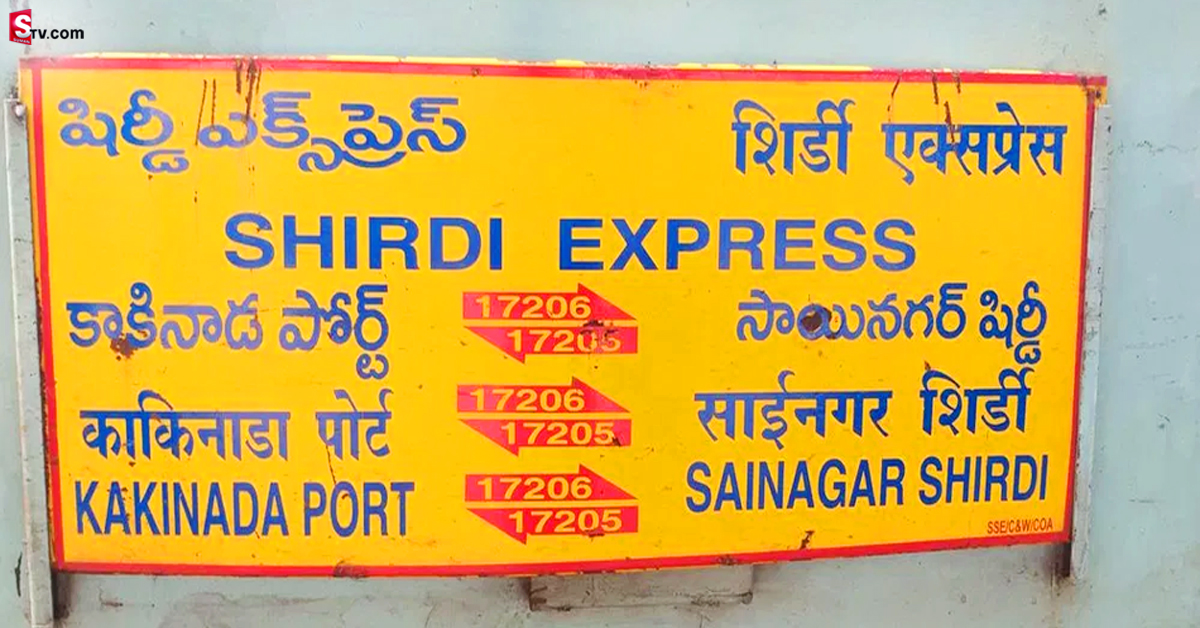 STV.com
షిర్డీ ఎక్స్‌ప్రెస్ शिर्डी एक्सप्रेस
SHIRDI EXPRESS
కాకినాడ పోర్ట్ 17206 సాయినగర్ షిర్డీ
17205
काकिनाडा पोर्ट 17206 साईनगर शिर्डी
17205
KAKINADA PORT 17206 SAINAGAR SHIRDI
17205
SSE/C&W/COA